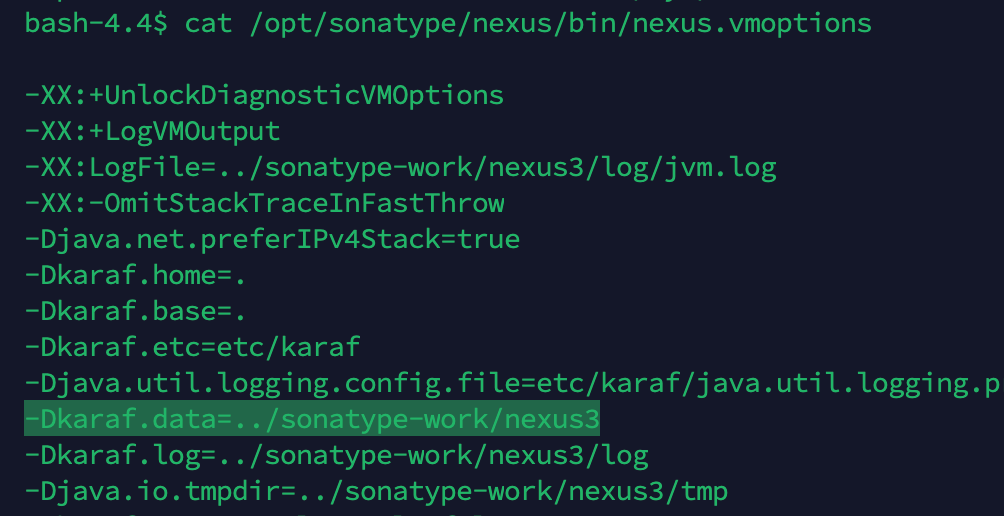 bash-4.4$ cat /opt/sonatype/nexus/bin/nexus.vmoptions
-XX:+UnlockDiagnosticVMOptions
-XX:+LogVMOutput
-XX:LogFile=../sonatype-work/nexus3/log/jvm.log
-XX:-OmitStackTraceInFastThrow
-Djava.net.preferIPv4Stack=true
-Dkaraf.home=.
-Dkaraf.base=.
-Dkaraf.etc=etc/karaf
-Djava.util.logging.config.file=etc/karaf/java.util.logging.p
-Dkaraf.data=../sonatype-work/nexus3
-Dkaraf.log=../sonatype-work/nexus3/log
-Djava.io.tmpdir=../sonatype-work/nexus3/tmp